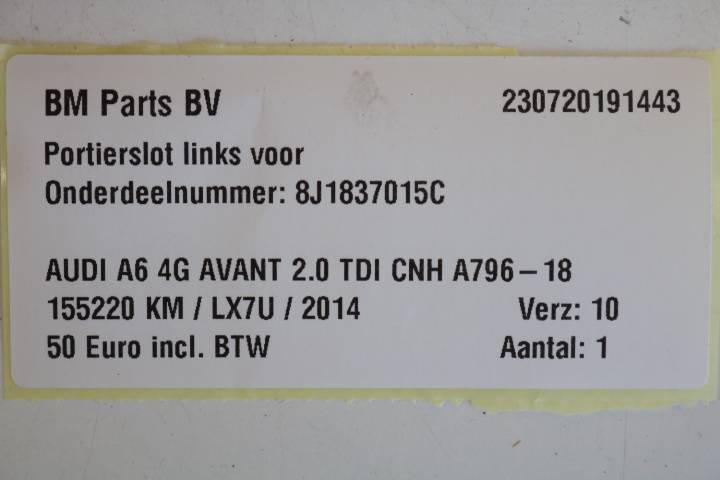 BM Parts BV 230720191443
Portierslot links voor
Onderdeelnummer: 8J1837015C
AUDI A6 4G AVANT 2.0 TDI CNH A796-18
155220 KM / LX7U / 2014 Verz: 10
50 Euro incl. BTW Aantal: 1